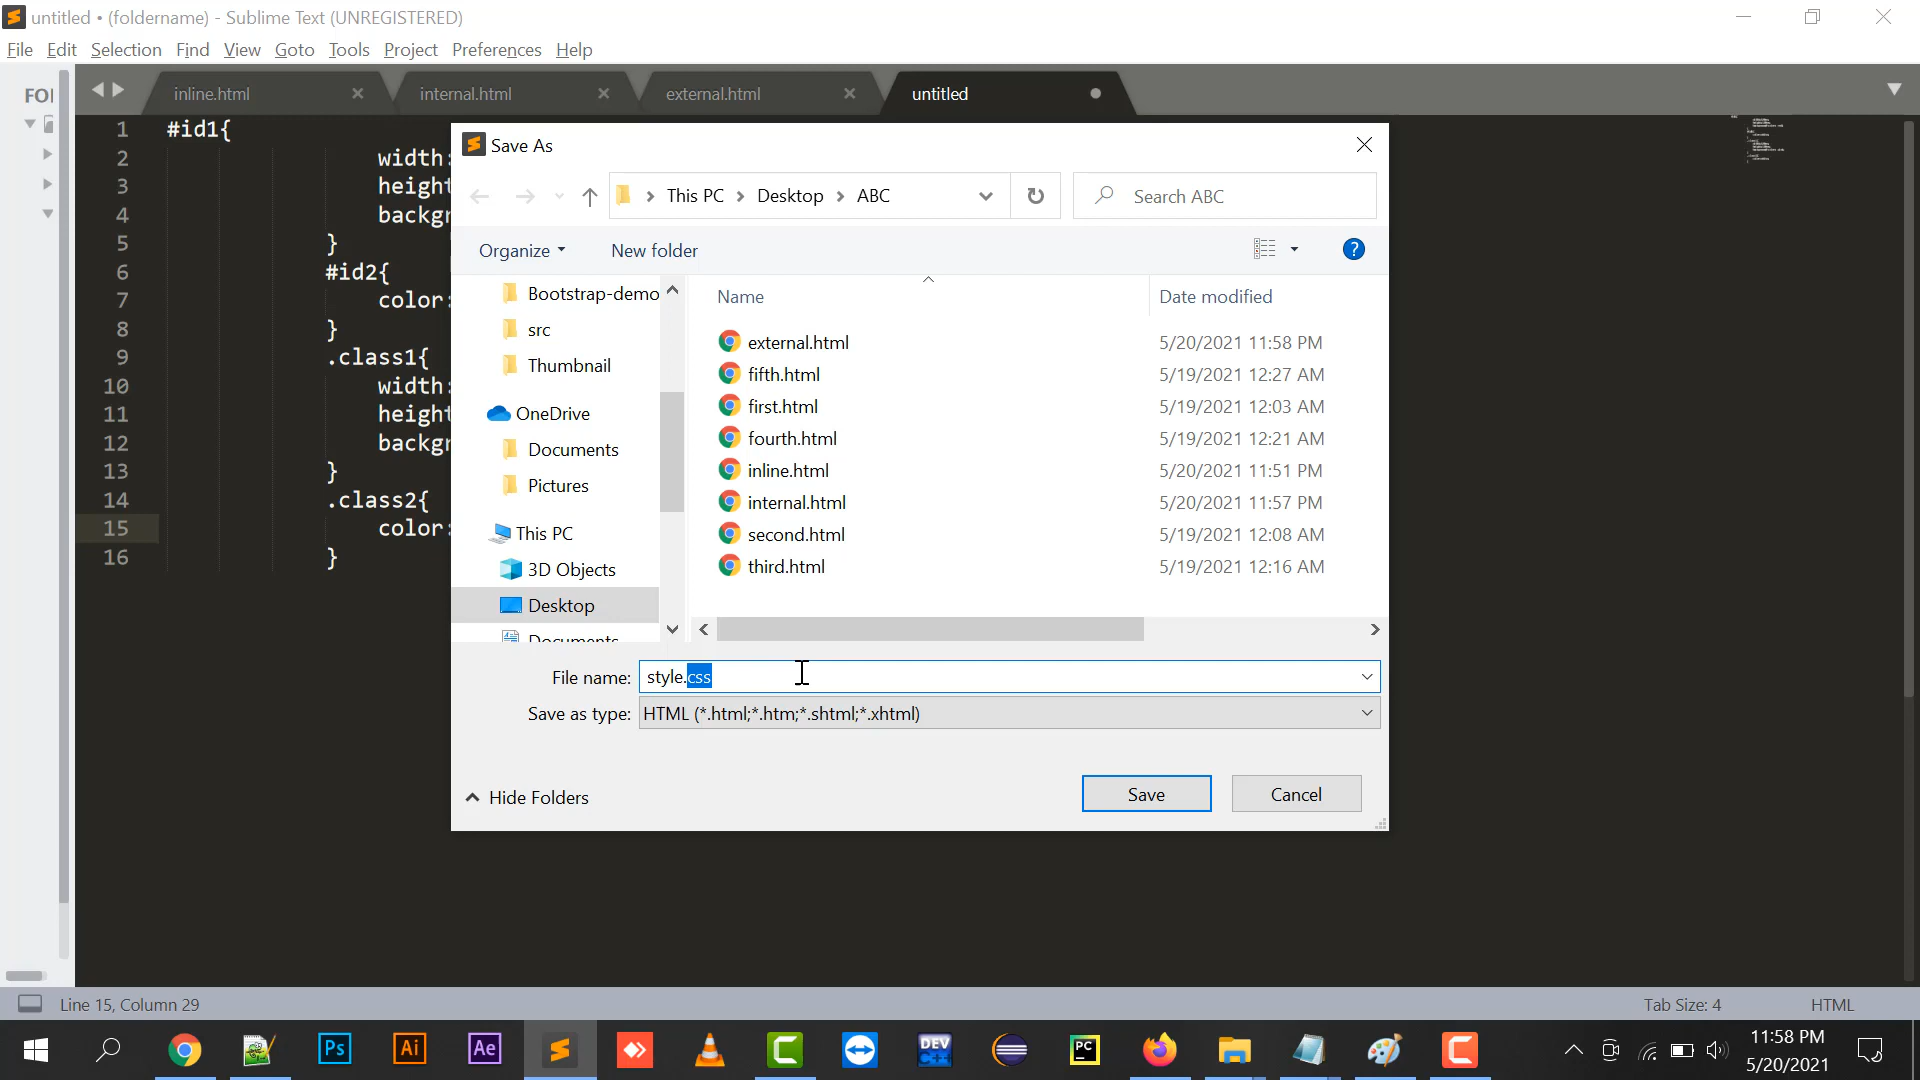 untitled • (foldername) - Sublime Text (UNREGISTERED)
File Edit Selection Find View Goto Tools Project Preferences Help
FOI
inline.html
internal.html
external.html
untitled
1 #id1{
2 width:
3 height
4 backgr
5 }
6 #id2{
7 color:
8 }
9 .class1{
10 width:
11 height
12 backgr
13 }
14 .class2{
15 color:
16 }
Save As
This PC Desktop ABC
Search ABC
Organize New folder
Bootstrap-demo
src
Thumbnail
OneDrive
Documents
Pictures
This PC
3D Objects
Desktop
Documents
Name Date modified
external.html 5/20/2021 11:58 PM
fifth.html 5/19/2021 12:27 AM
first.html 5/19/2021 12:03 AM
fourth.html 5/19/2021 12:21 AM
inline.html 5/20/2021 11:51 PM
internal.html 5/20/2021 11:57 PM
second.html 5/19/2021 12:08 AM
third.html 5/19/2021 12:16 AM
File name: style.css
Save as type: HTML (*.html;*.htm;*.shtml;*.xhtml)
Hide Folders
Save
Cancel
Line 15, Column 29
Tab Size: 4
HTML
Ps
Ai
Ae
DEV
C++
PC
11:58 PM
5/20/2021